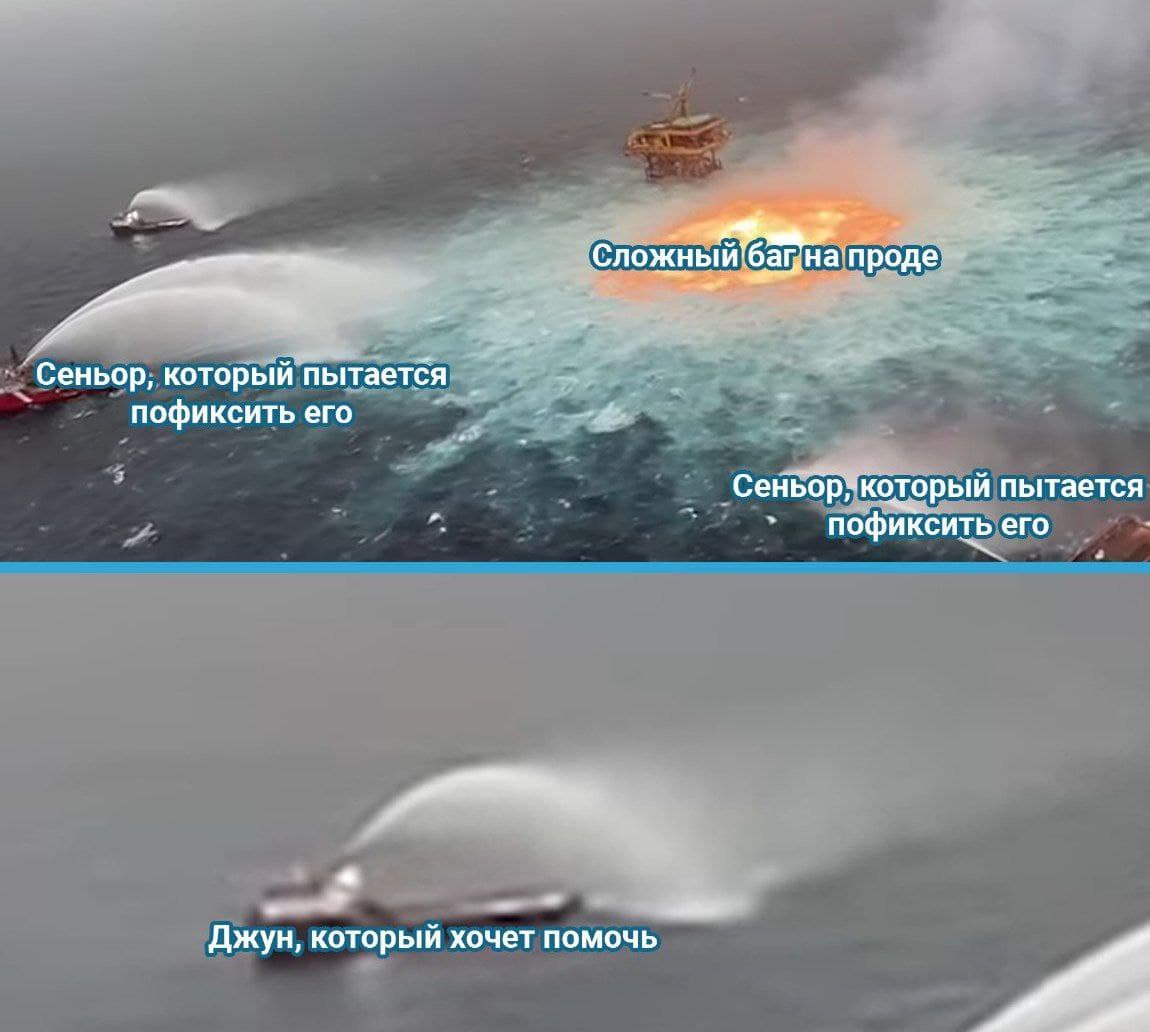 Сложный баг на проде
Сеньор, который пытается
пофиксить его
Сеньор, который пытается
пофиксить его
Джун, который хочет помочь